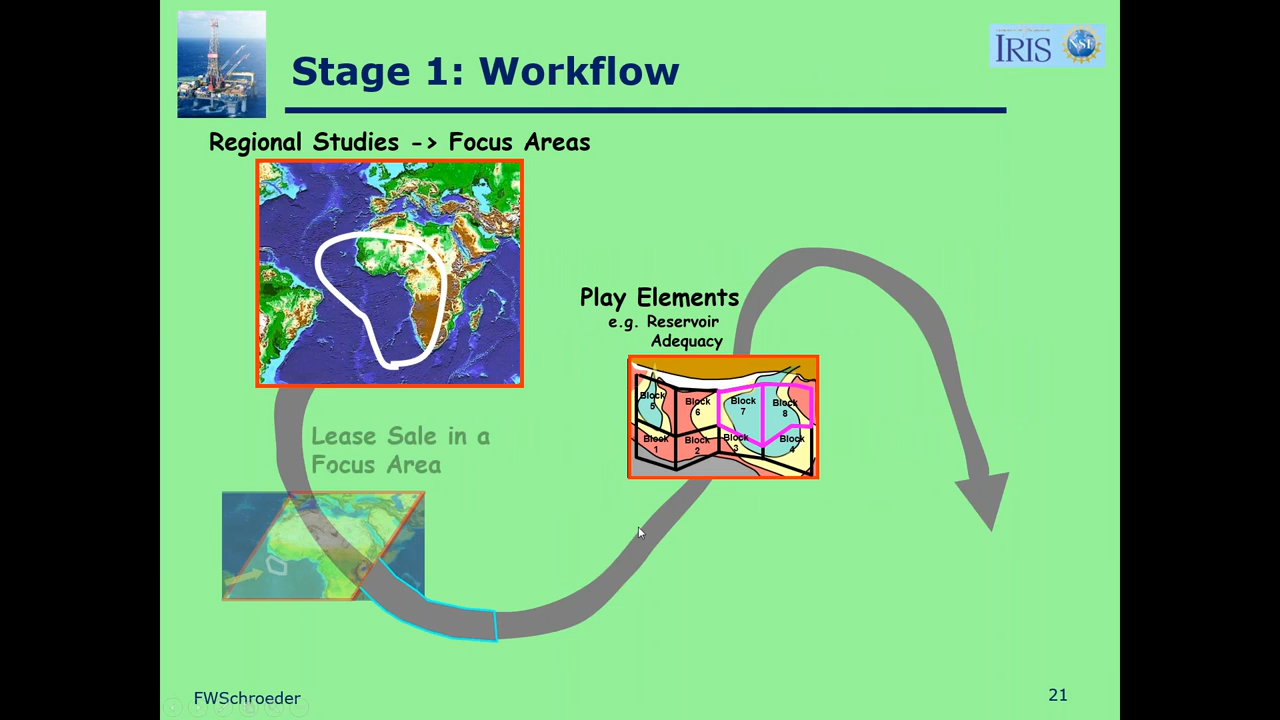 Stage 1: Workflow
IRIS
NSF
Regional Studies -> Focus Areas
Play Elements
e.g. Reservoir
Adequacy
Block
5
Block
6
Block
7
Block
8
Block
1
Block
2
Block
3
Block
4
Lease Sale in a
Focus Area
FWSchroeder
21